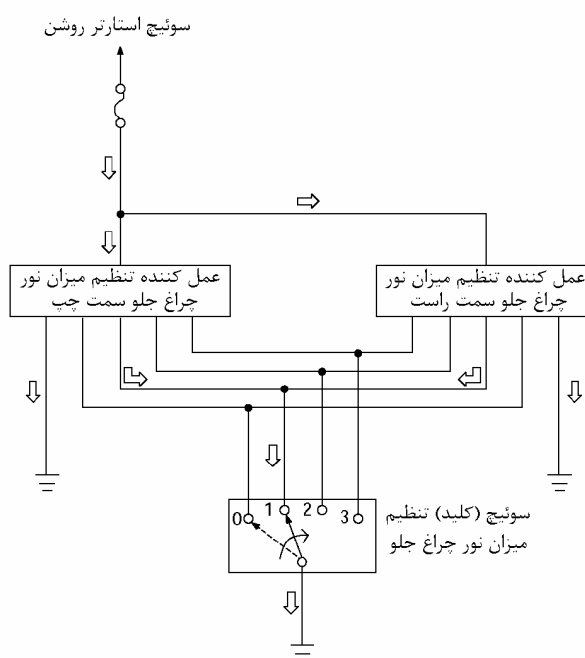 سوئیچ استارتر روشن
عمل کننده تنظیم میزان نور
چراغ جلو سمت چپ
عمل کننده تنظیم میزان نور
چراغ جلو سمت راست
0 1 2 3
سوئیچ (کلید) تنظیم
میزان نور چراغ جلو